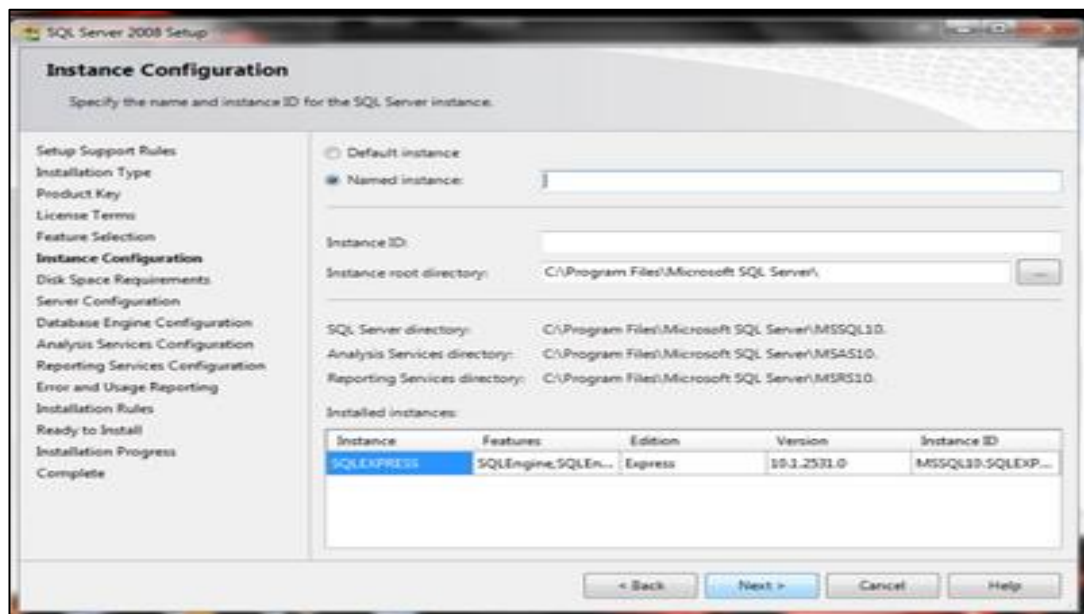 SQL Server 2008 Setup
Instance Configuration
Specify the name and instance ID for the SQL Server instance.
Setup Support Rules
Installation Type
Product Key
License Terms
Feature Selection
Instance Configuration
Disk Space Requirements
Server Configuration
Database Engine Configuration
Analysis Services Configuration
Reporting Services Configuration
Error and Usage Reporting
Installation Rules
Ready to Install
Installation Progress
Complete
Default instance
Named instance:
Instance ID:
Instance root directory: C:\Program Files\Microsoft SQL Server\ ...
SQL Server directory: C:\Program Files\Microsoft SQL Server\MSSQL10.
Analysis Services directory: C:\Program Files\Microsoft SQL Server\MSAS10.
Reporting Services directory: C:\Program Files\Microsoft SQL Server\MSRS10.
Installed instances:
Instance Features Edition Version Instance ID
SQLEXPRESS SQLEngine,SQLEn... Express 10.1.2531.0 MSSQL10.SQLEXP...
< Back Next > Cancel Help